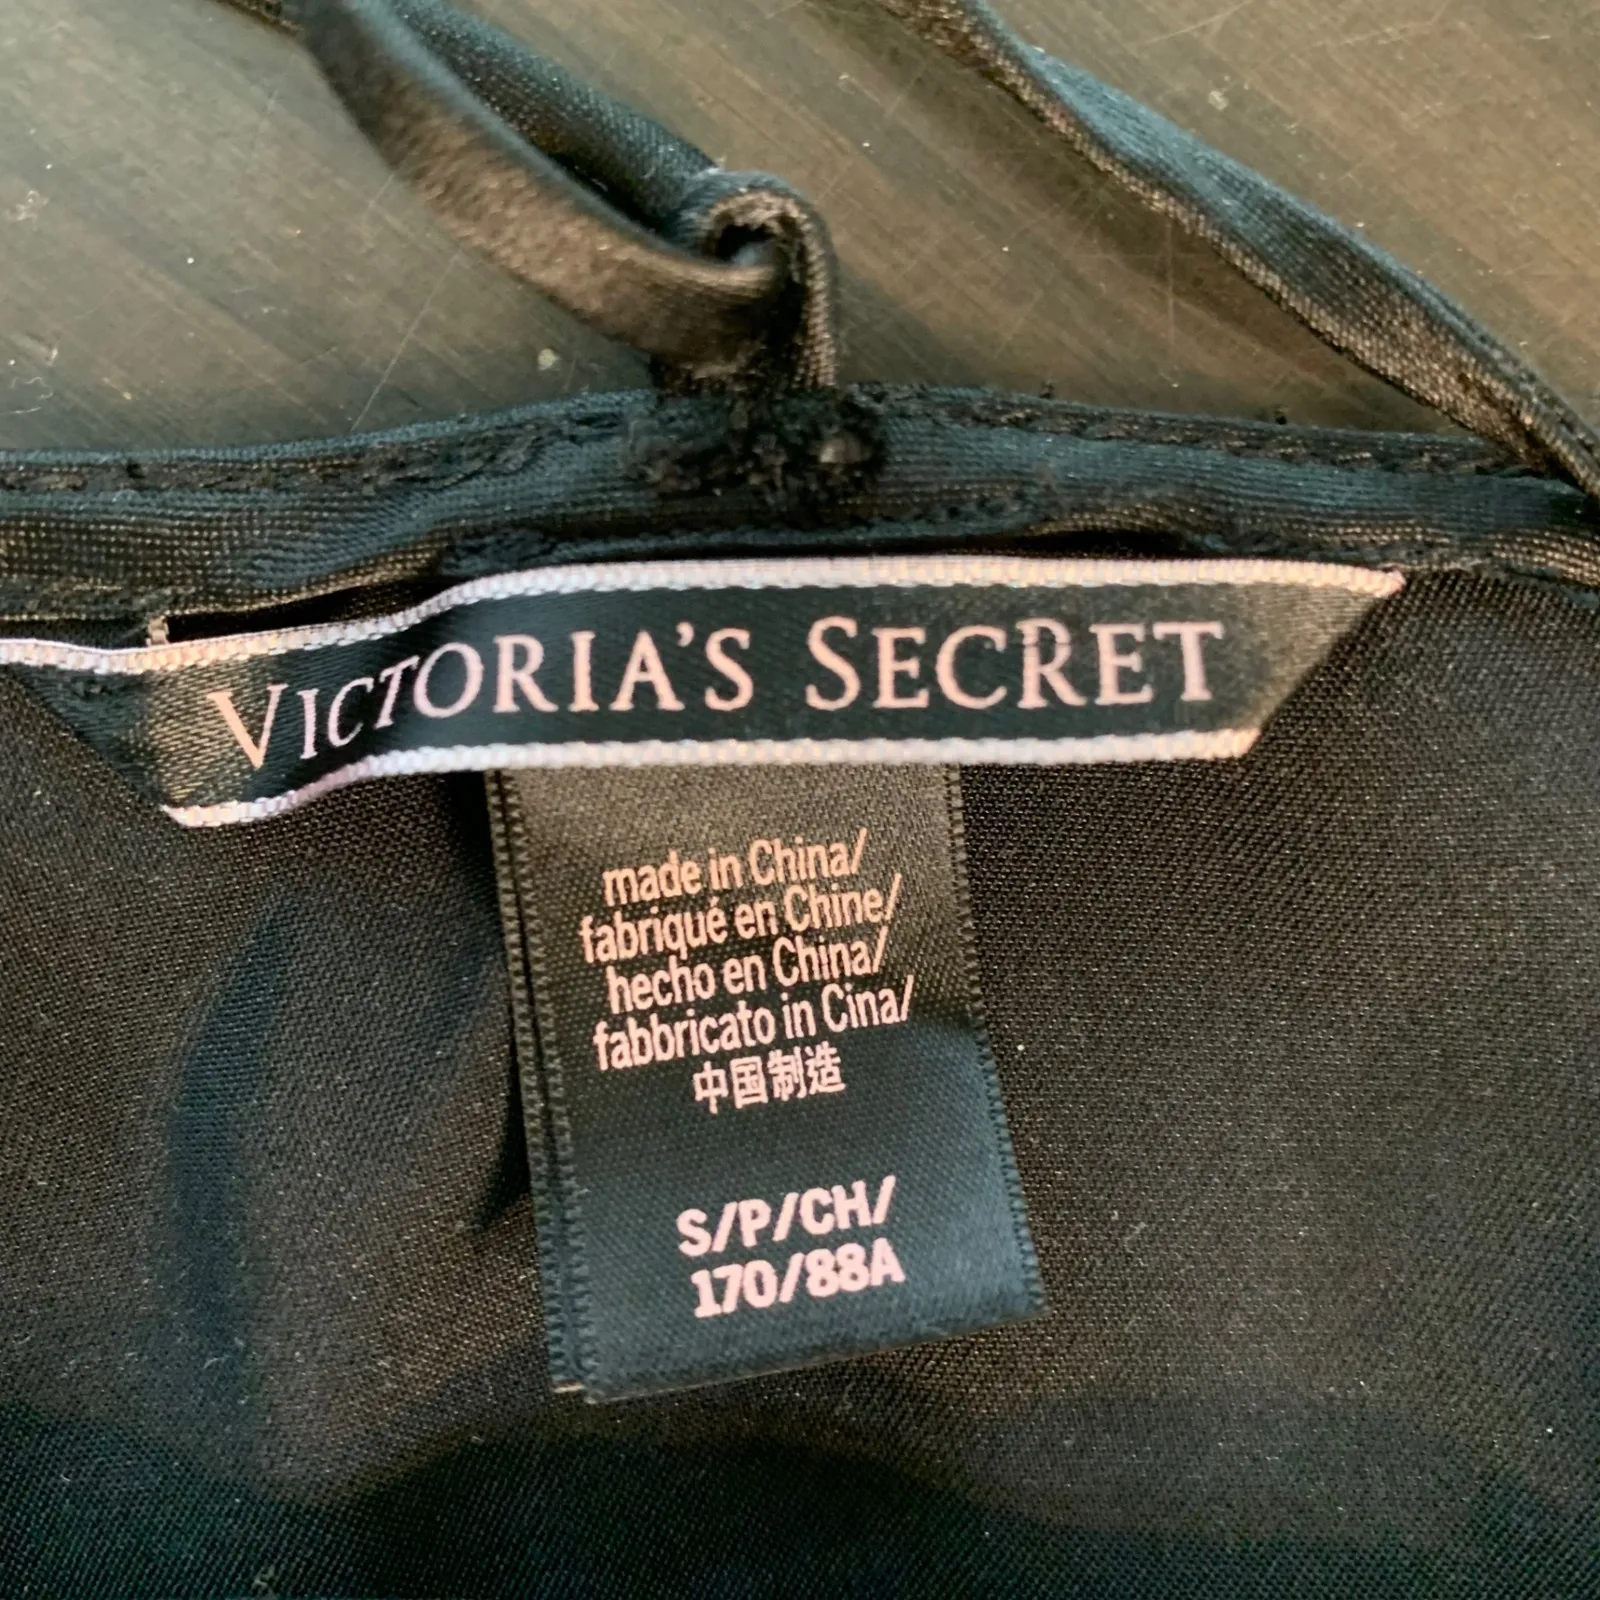 VICTORIA'S SECRET
made in China/
fabriqué en Chine/
hecho en China/
fabbricato in Cina/
中国制造
S/P/CH/
170/88A